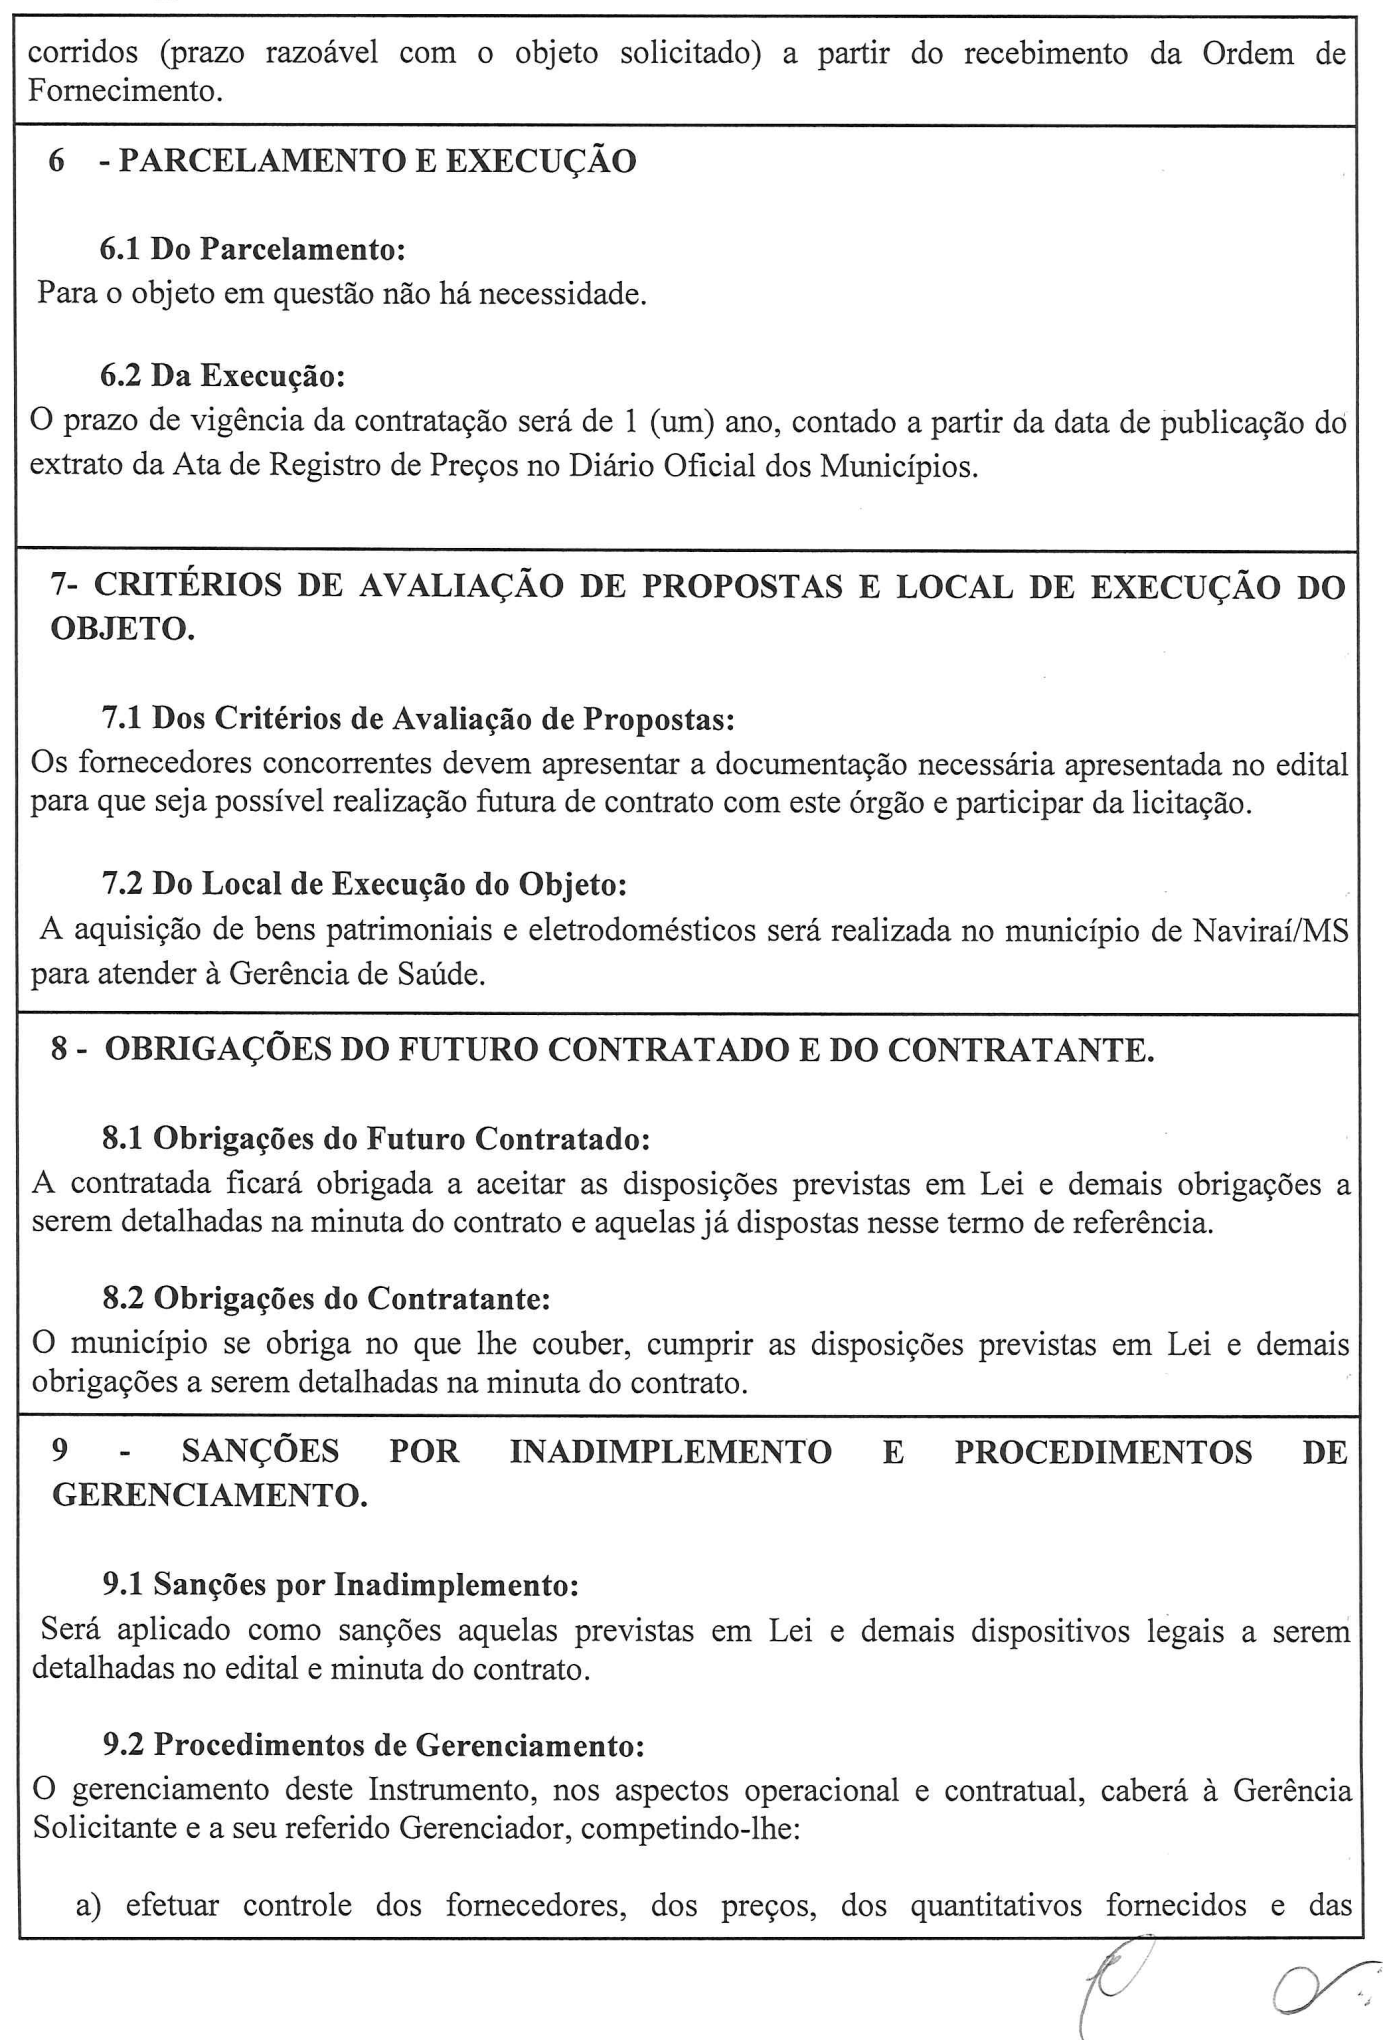 corridos (prazo razoável com o objeto solicitado) a partir do recebimento da Ordem de
Fornecimento.
6 - PARCELAMENTO E EXECUÇÃO
6.1 Do Parcelamento:
Para o objeto em questão não há necessidade.
6.2 Da Execução:
O prazo de vigência da contratação será de 1 (um) ano, contado a partir da data de publicação do
extrato da Ata de Registro de Preços no Diário Oficial dos Municípios.
7- CRITÉRIOS DE AVALIAÇÃO DE PROPOSTAS E LOCAL DE EXECUÇÃO DO
OBJETO.
7.1 Dos Critérios de Avaliação de Propostas:
Os fornecedores concorrentes devem apresentar a documentação necessária apresentada no edital
para que seja possível realização futura de contrato com este órgão e participar da licitação.
7.2 Do Local de Execução do Objeto:
A aquisição de bens patrimoniais e eletrodomésticos será realizada no município de Naviraí/MS
para atender à Gerência de Saúde.
8 - OBRIGAÇÕES DO FUTURO CONTRATADO E DO CONTRATANTE.
8.1 Obrigações do Futuro Contratado:
A contratada ficará obrigada a aceitar as disposições previstas em Lei e demais obrigações a
serem detalhadas na minuta do contrato e aquelas já dispostas nesse termo de referência.
8.2 Obrigações do Contratante:
O município se obriga no que lhe couber, cumprir as disposições previstas em Lei e demais
obrigações a serem detalhadas na minuta do contrato.
9 - SANÇÕES POR INADIMPLEMENTO E PROCEDIMENTOS DE
GERENCIAMENTO.
9.1 Sanções por Inadimplemento:
Será aplicado como sanções aquelas previstas em Lei e demais dispositivos legais a serem
detalhadas no edital e minuta do contrato.
9.2 Procedimentos de Gerenciamento:
O gerenciamento deste Instrumento, nos aspectos operacional e contratual, caberá à Gerência
Solicitante e a seu referido Gerenciador, competindo-lhe:
a) efetuar controle dos fornecedores, dos preços, dos quantitativos fornecidos e das